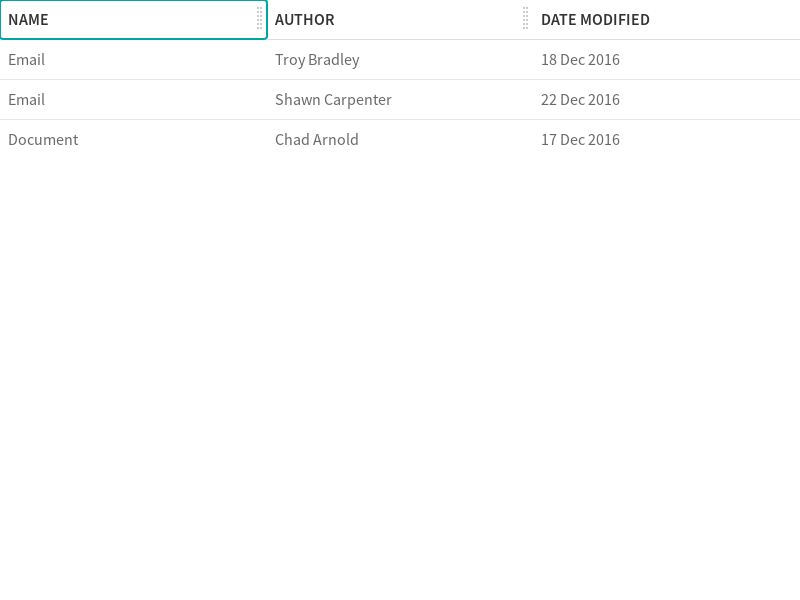 NAME AUTHOR DATE MODIFIED
Email Troy Bradley 18 Dec 2016
Email Shawn Carpenter 22 Dec 2016
Document Chad Arnold 17 Dec 2016